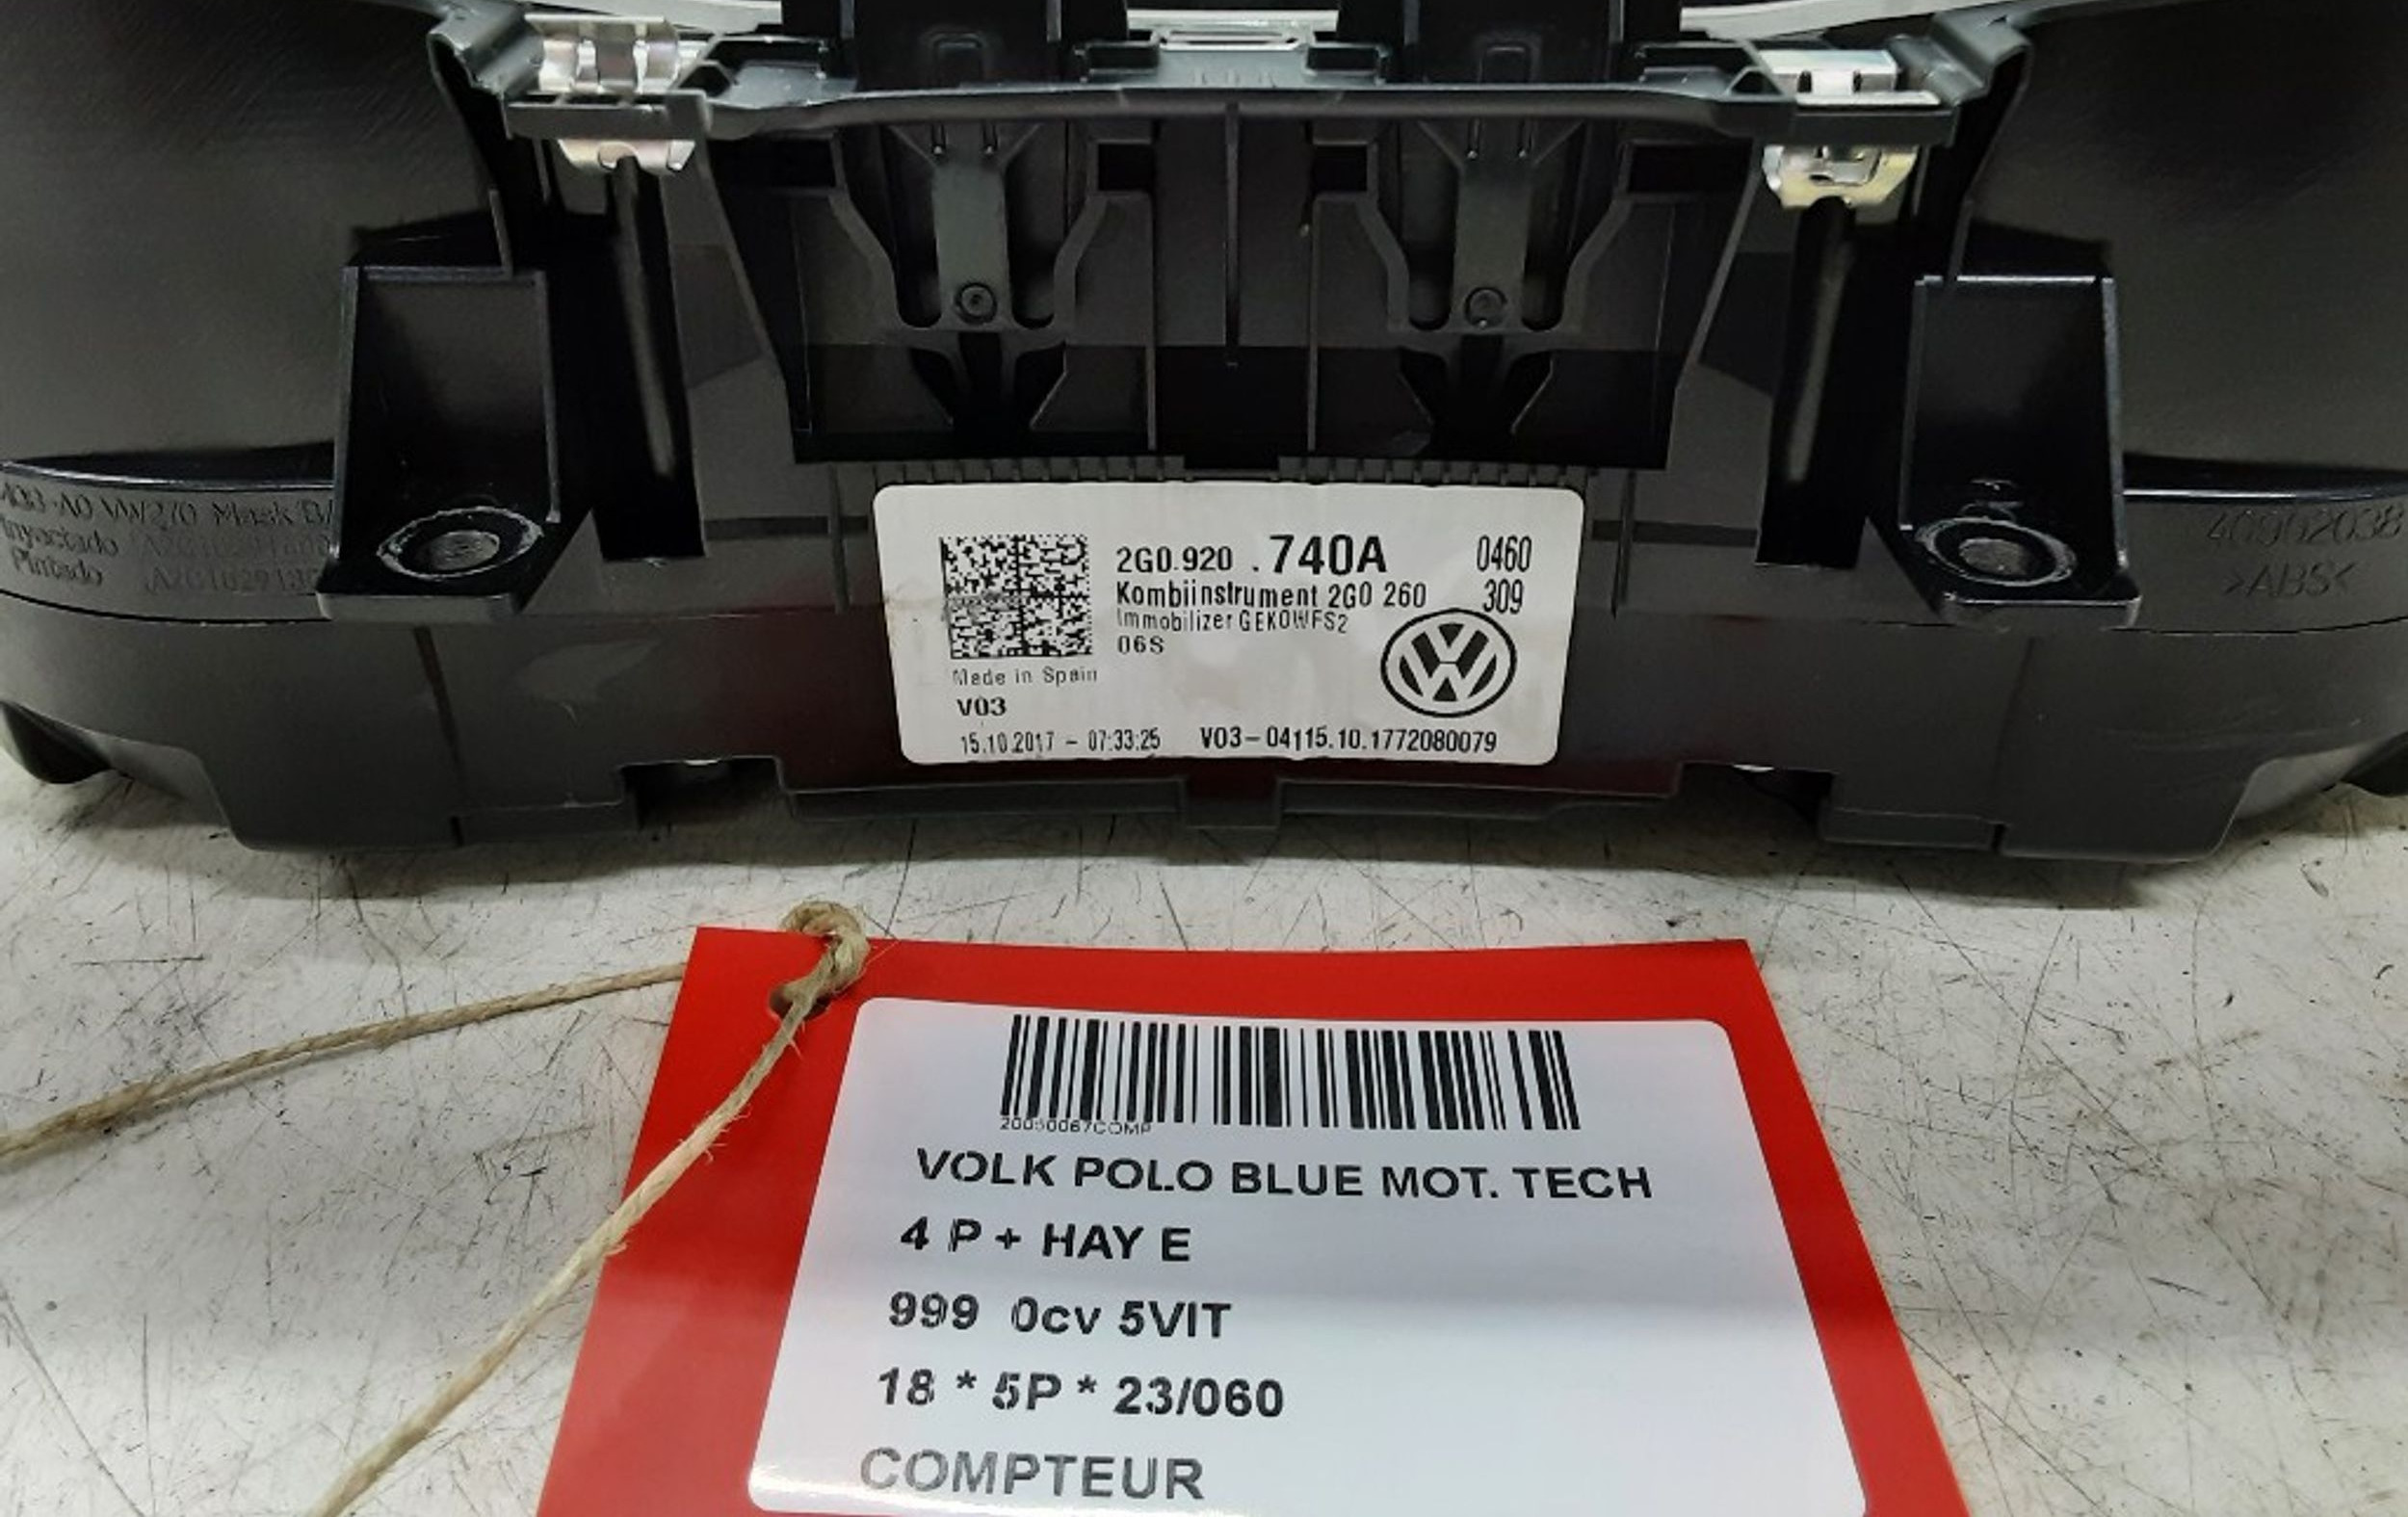 Mask
Inyectado
Pintado
>ABS<
2G0.920 .740A 0460
Kombiinstrument 2G0 260 309
Immobilizer GEKOWFS2
06S
Made in Spain
V03
15.10.2017 - 07:33:25 V03-04115.10.1772080079
VOLK POLO BLUE MOT. TECH
4 P + HAY E
999 0cv 5VIT
18 * 5P * 23/060
COMPTEUR